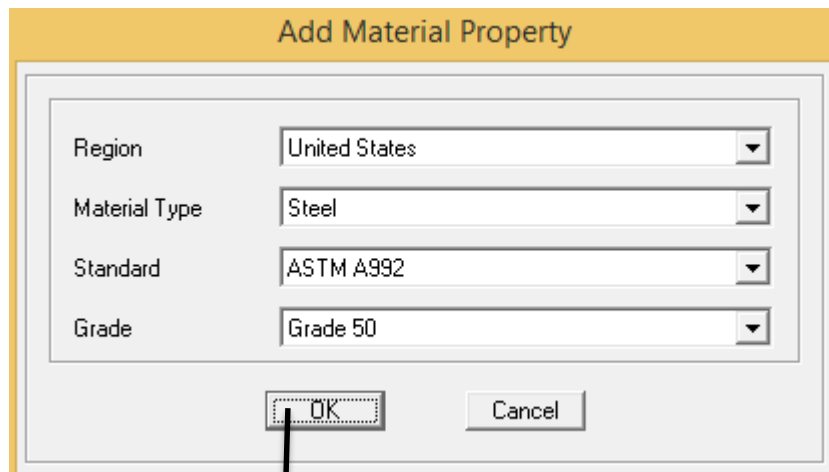 Add Material Property
Region United States
Material Type Steel
Standard ASTM A992
Grade Grade 50
OK Cancel